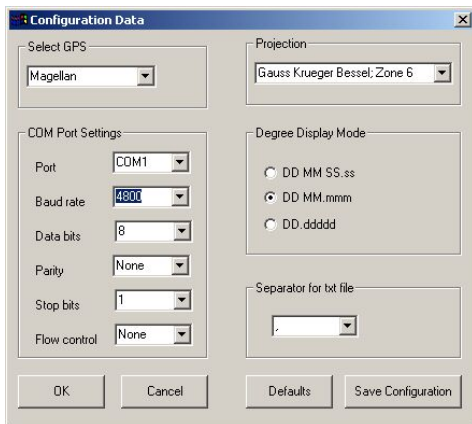 Configuration Data
Select GPS
Magellan
Projection
Gauss Krueger Bessel; Zone 6
COM Port Settings
Port COM1
Baud rate 4800
Data bits 8
Parity None
Stop bits 1
Flow control None
Degree Display Mode
DD MM SS.ss
DD MM.mmm
DD.ddddd
Separator for txt file
,
OK Cancel Defaults Save Configuration